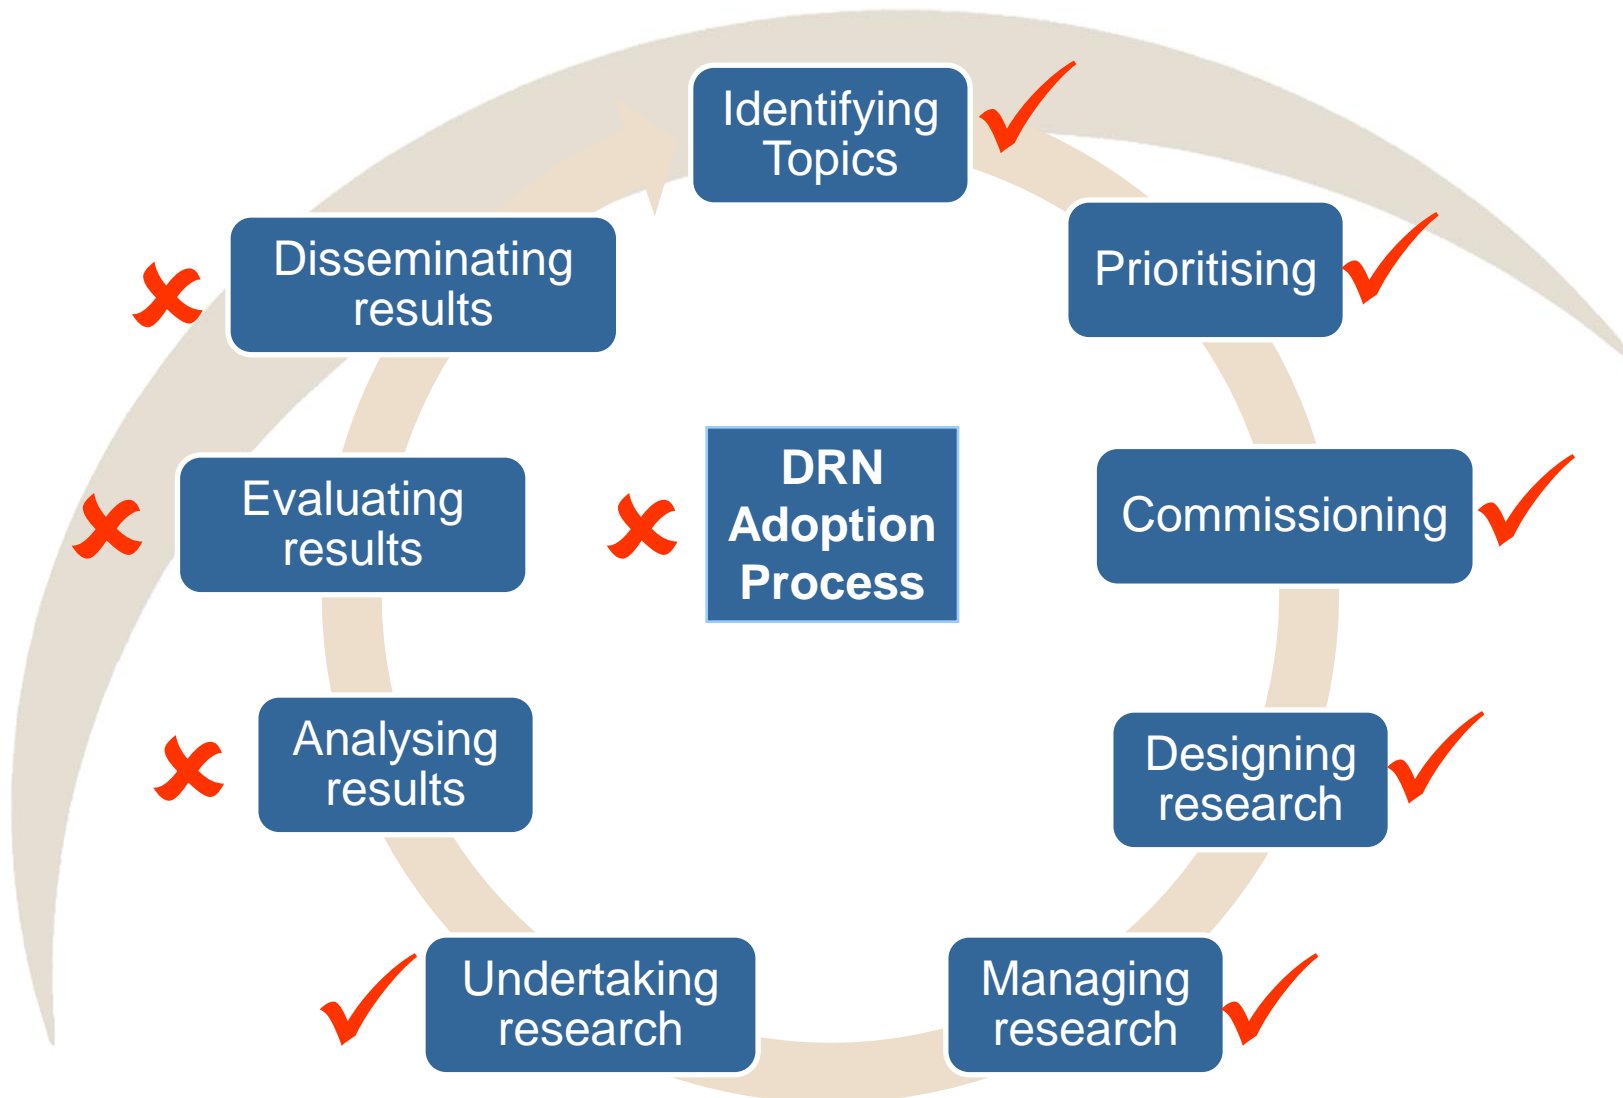 Identifying
Topics
Prioritising
Commissioning
Designing
research
Managing
research
Undertaking
research
Analysing
results
Evaluating
results
Disseminating
results
DRN
Adoption
Process